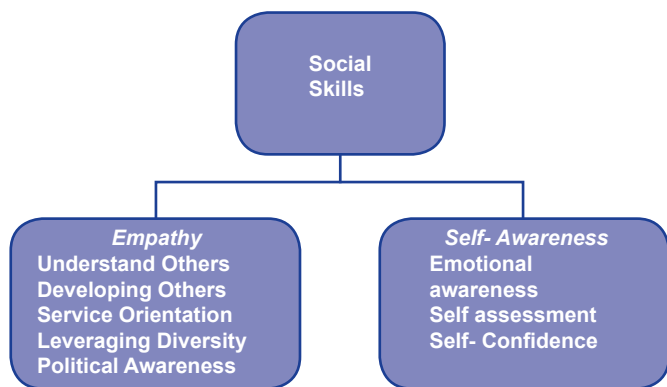 Social
Skills
Empathy
Understand Others
Developing Others
Service Orientation
Leveraging Diversity
Political Awareness
Self- Awareness
Emotional
awareness
Self assessment
Self- Confidence